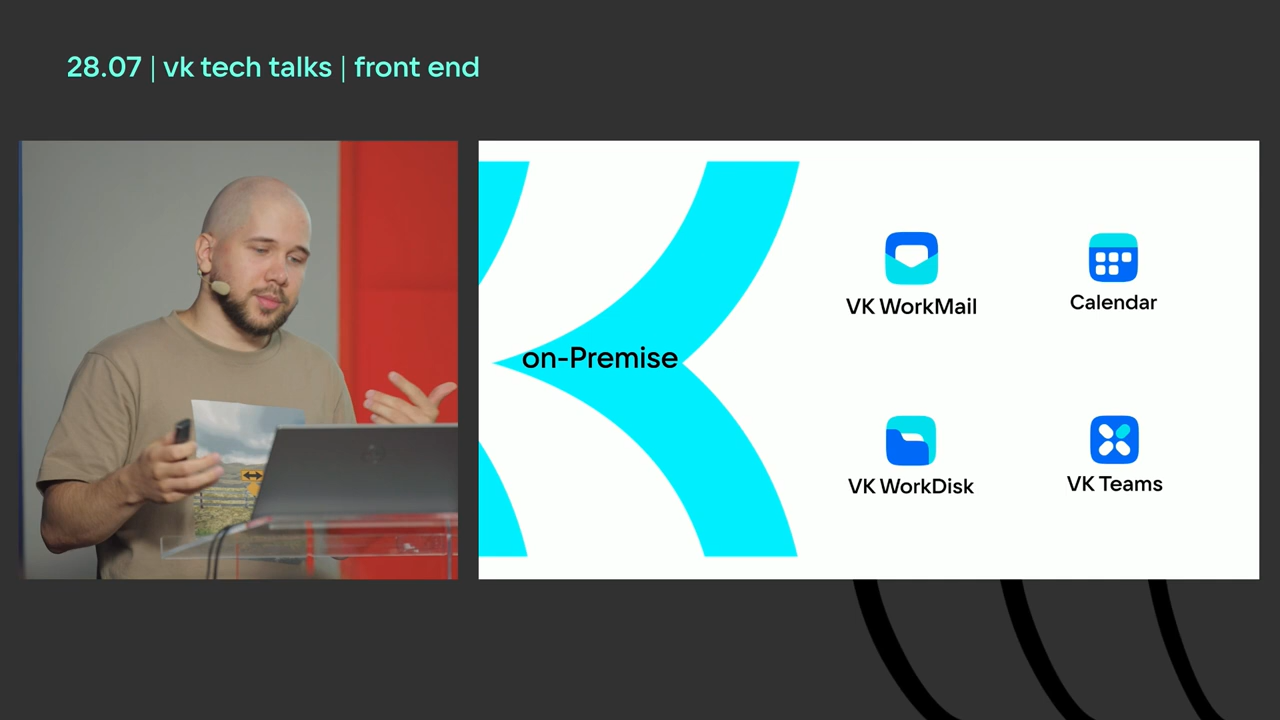 28.07 | vk tech talks | front end
on-Premise
VK WorkMail
Calendar
VK WorkDisk
VK Teams